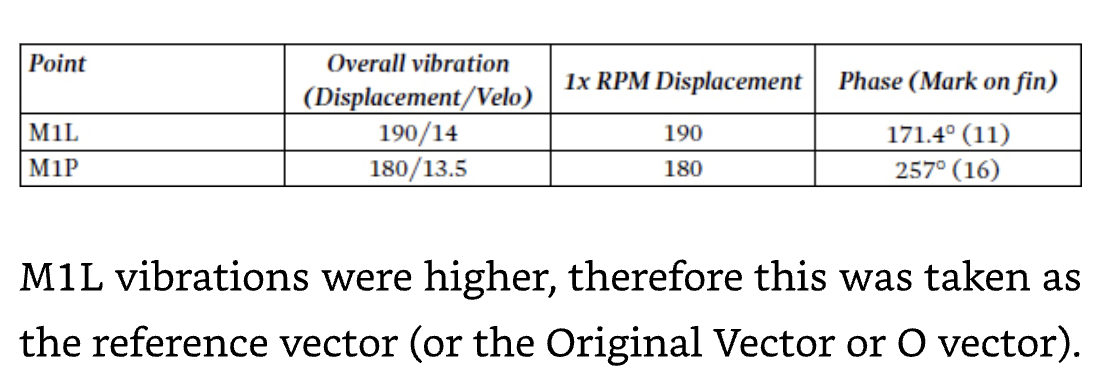 Point Overall vibration (Displacement/Velo) 1x RPM Displacement Phase (Mark on fin)
M1L 190/14 190 171.4° (11)
M1P 180/13.5 180 257° (16)
M1L vibrations were higher, therefore this was taken as
the reference vector (or the Original Vector or O vector).